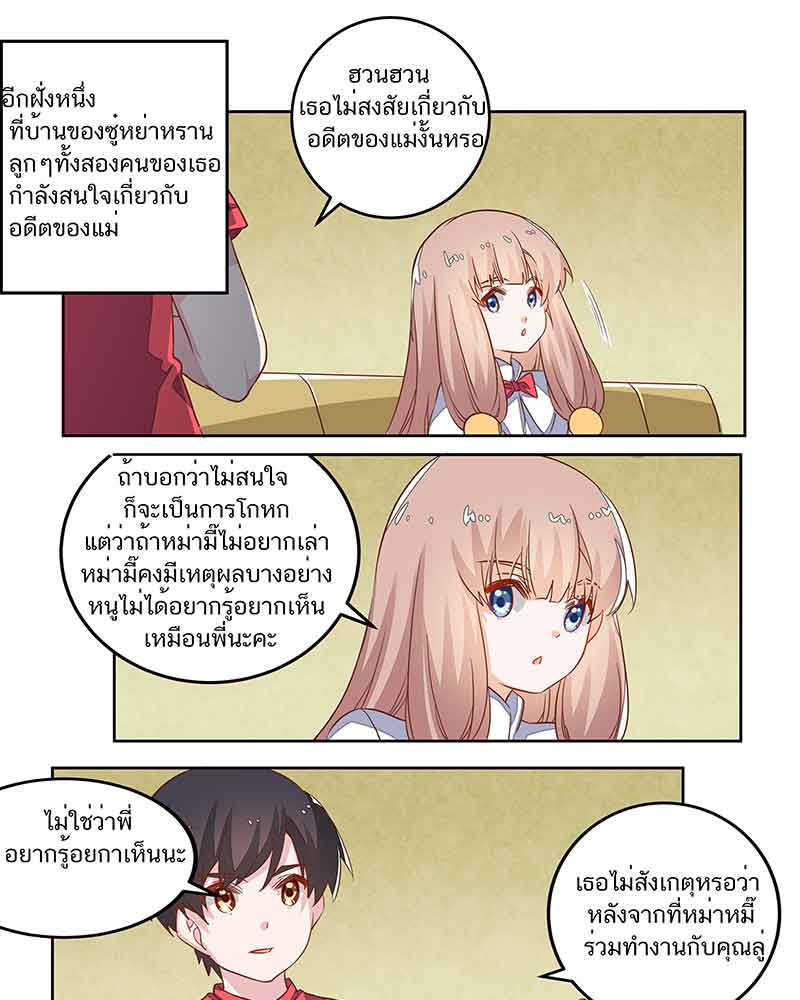 อีกฝั่งหนึ่ง
ที่บ้านของซู๋หย่าหราน
ลูกๆทั้งสองคนของเธอ
กำลังสนใจเกี่ยวกับ
อดีตของแม่
ฮวนฮวน
เธอไม่สงสัยเกี่ยวกับ
อดีตของแม่งั้นหรอ
ถ้าบอกว่าไม่สนใจ
ก็จะเป็นการโกหก
แต่ว่าถ้าหม่ามี๊ไม่อยากเล่า
หม่ามี๊คงมีเหตุผลบางอย่าง
หนูไม่ได้อยากรู้อยากเห็น
เหมือนพี่นะคะ
ไม่ใช่ว่าพี่
อยากรู้อยกาเห็นนะ
เธอไม่สังเกตุหรอว่า
หลังจากที่หม่าหมี๊
ร่วมทำงานกับคุณลู่